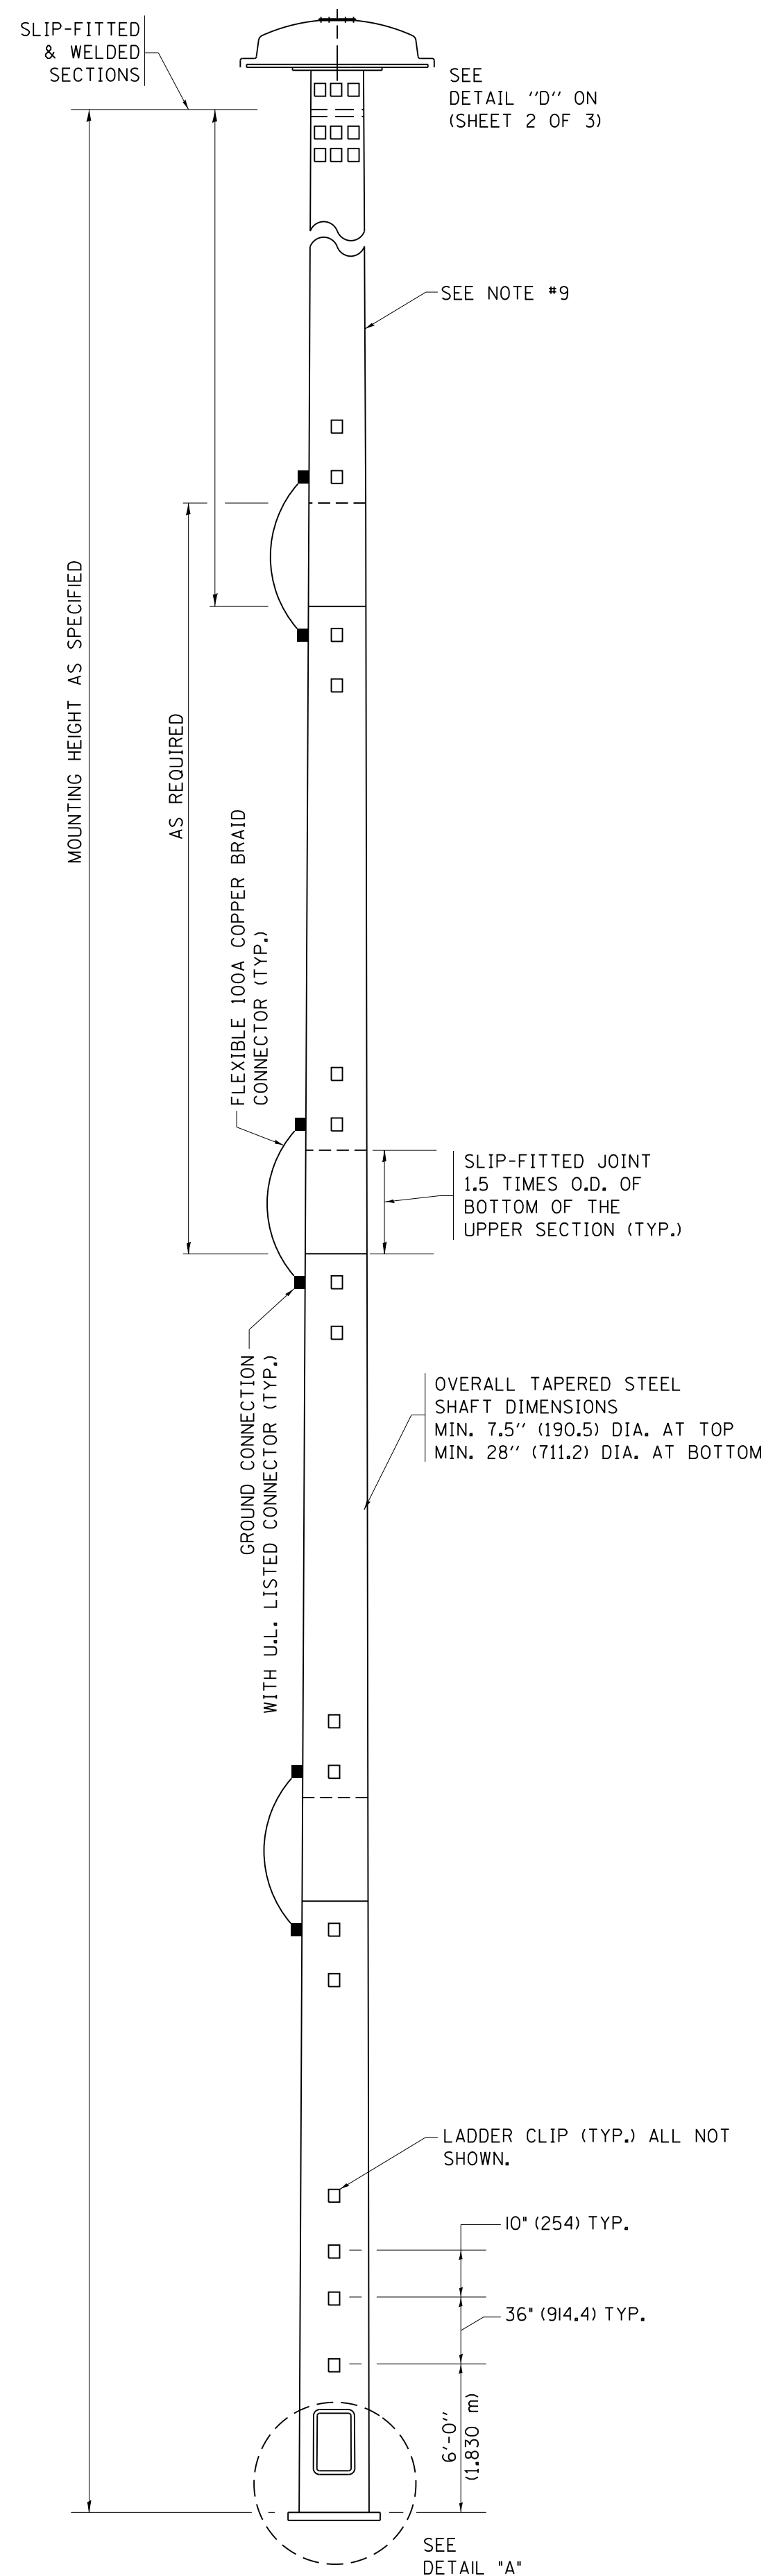 SLIP-FITTED
& WELDED
SECTIONS
SEE
DETAIL "D" ON
(SHEET 2 OF 3)
SEE NOTE #9
MOUNTING HEIGHT AS SPECIFIED
AS REQUIRED
FLEXIBLE 100A COPPER BRAID
CONNECTOR (TYP.)
SLIP-FITTED JOINT
1.5 TIMES O.D. OF
BOTTOM OF THE
UPPER SECTION (TYP.)
GROUND CONNECTION
WITH U.L. LISTED CONNECTOR (TYP.)
OVERALL TAPERED STEEL
SHAFT DIMENSIONS
MIN. 7.5" (190.5) DIA. AT TOP
MIN. 28" (711.2) DIA. AT BOTTOM
LADDER CLIP (TYP.) ALL NOT
SHOWN.
10" (254) TYP.
36" (914.4) TYP.
6'-0"
(1.830 m)
SEE
DETAIL "A"